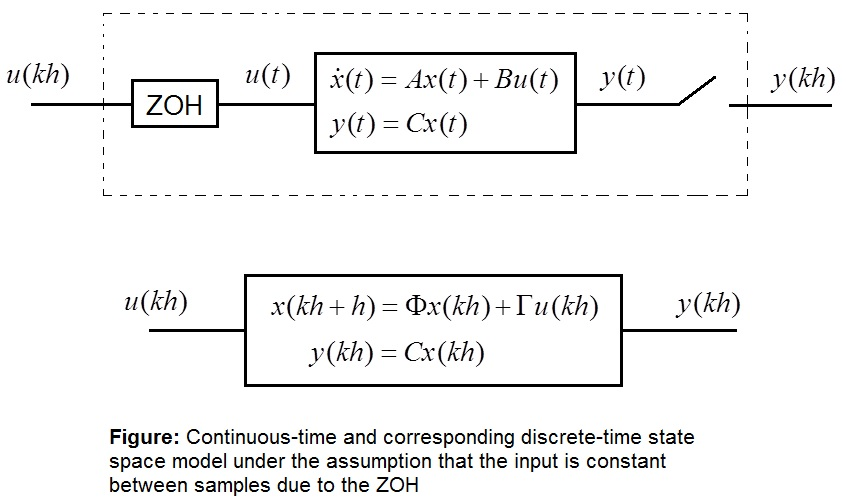 u(kh) ZOH u(t) ẋ(t) = Ax(t) + Bu(t) y(t) y(kh)
y(t) = Cx(t)
u(kh) x(kh + h) = Φx(kh) + Γu(kh) y(kh)
y(kh) = Cx(kh)
Figure: Continuous-time and corresponding discrete-time state
space model under the assumption that the input is constant
between samples due to the ZOH